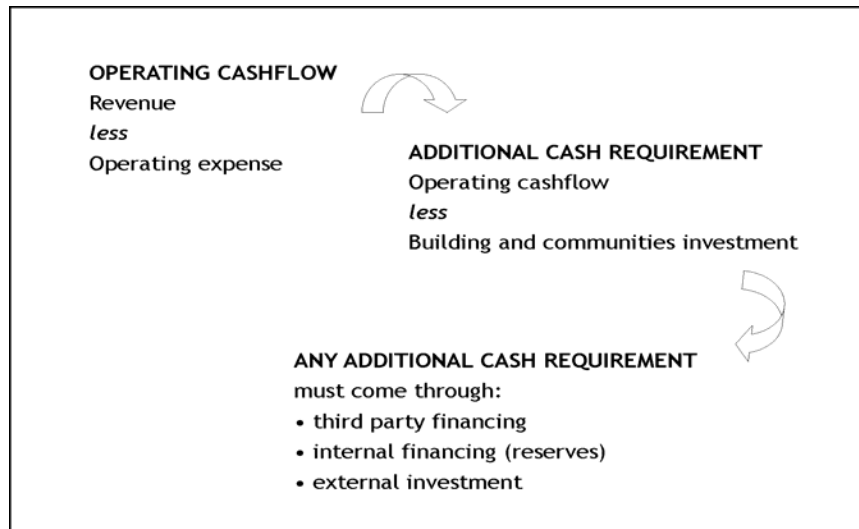 OPERATING CASHFLOW
Revenue
less
Operating expense
ADDITIONAL CASH REQUIREMENT
Operating cashflow
less
Building and communities investment
ANY ADDITIONAL CASH REQUIREMENT
must come through:
• third party financing
• internal financing (reserves)
• external investment